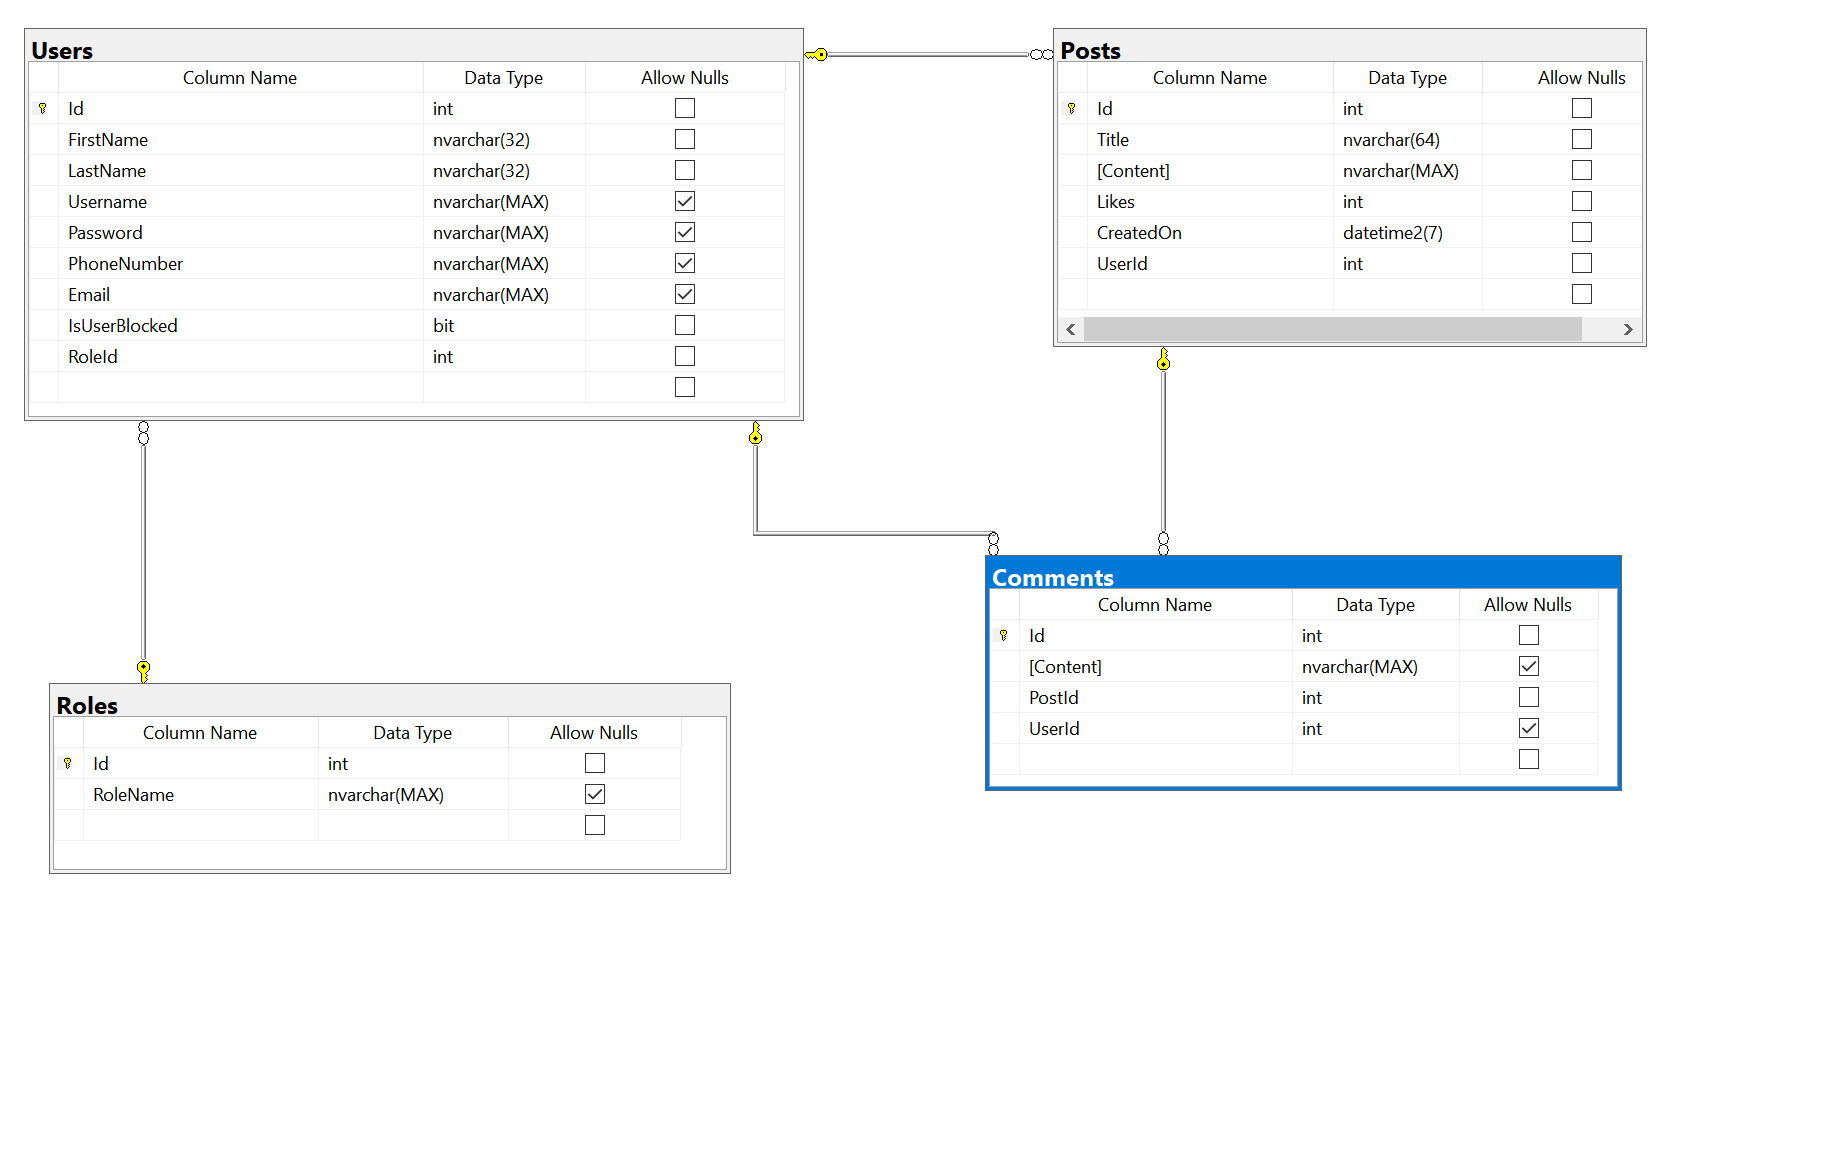 Users
Column Name Data Type Allow Nulls
Id int
FirstName nvarchar(32)
LastName nvarchar(32)
Username nvarchar(MAX)
Password nvarchar(MAX)
PhoneNumber nvarchar(MAX)
Email nvarchar(MAX)
IsUserBlocked bit
RoleId int
Posts
Column Name Data Type Allow Nulls
Id int
Title nvarchar(64)
[Content] nvarchar(MAX)
Likes int
CreatedOn datetime2(7)
UserId int
Comments
Column Name Data Type Allow Nulls
Id int
[Content] nvarchar(MAX)
PostId int
UserId int
Roles
Column Name Data Type Allow Nulls
Id int
RoleName nvarchar(MAX)